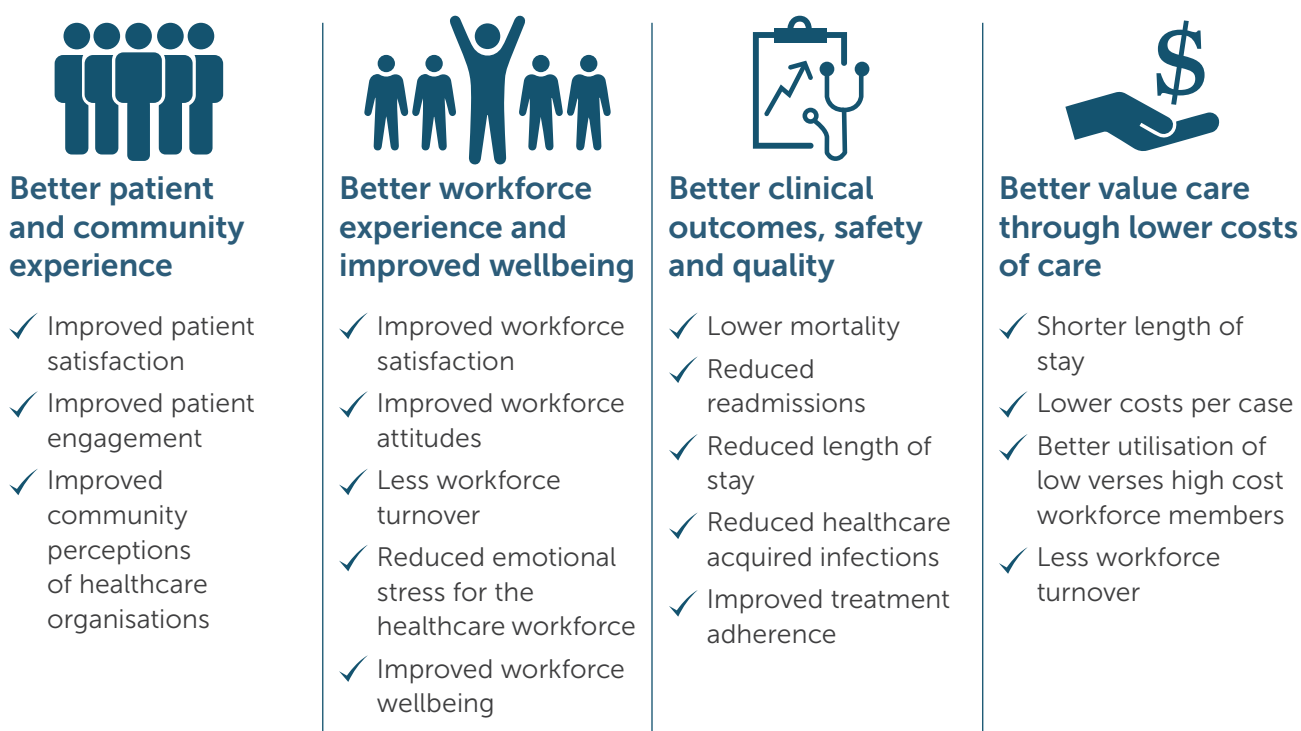 Better patient
and community
experience
Improved patient
satisfaction
Improved patient
engagement
Improved
community
perceptions
of healthcare
organisations
Better workforce
experience and
improved wellbeing
Improved workforce
satisfaction
Improved workforce
attitudes
Less workforce
turnover
Reduced emotional
stress for the
healthcare workforce
Improved workforce
wellbeing
Better clinical
outcomes, safety
and quality
Lower mortality
Reduced
readmissions
Reduced length of
stay
Reduced healthcare
acquired infections
Improved treatment
adherence
$
Better value care
through lower costs
of care
Shorter length of
stay
Lower costs per case
Better utilisation of
low verses high cost
workforce members
Less workforce
turnover